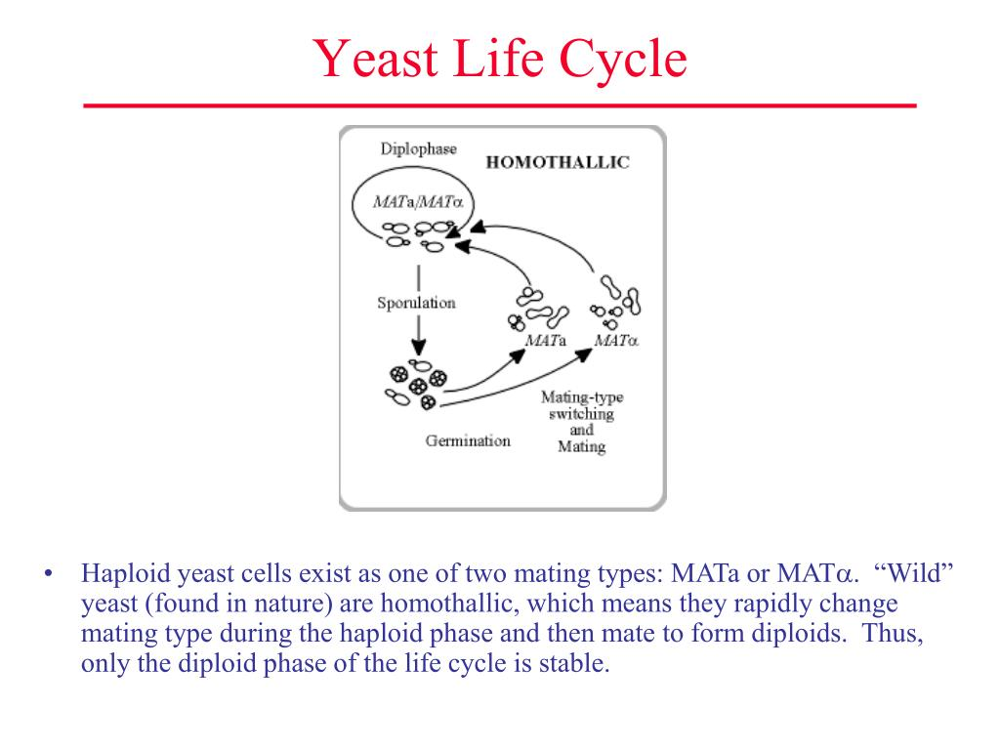 Yeast Life Cycle
Diplophase
HOMOTHALLIC
MATa/MATα
Sporulation
MATa
MATα
Mating-type
switching
and
Mating
Germination
• Haploid yeast cells exist as one of two mating types: MATa or MATα.  “Wild”
yeast (found in nature) are homothallic, which means they rapidly change
mating type during the haploid phase and then mate to form diploids.  Thus,
only the diploid phase of the life cycle is stable.